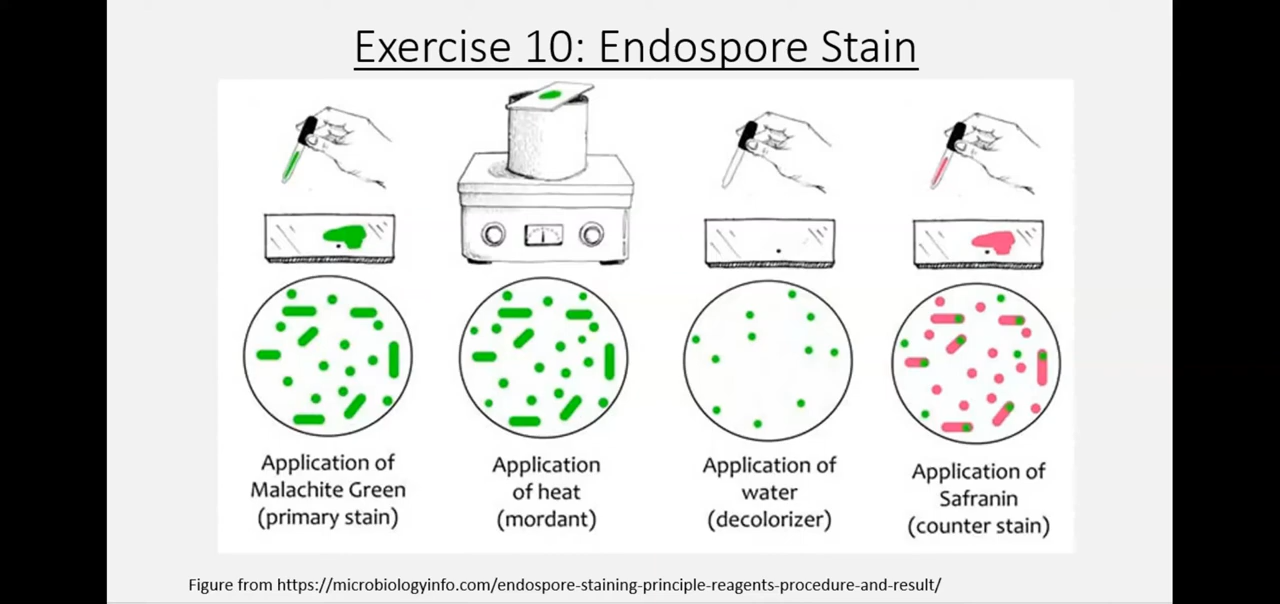 Exercise 10: Endospore Stain
Application of
Malachite Green
(primary stain)
Application
of heat
(mordant)
Application of
water
(decolorizer)
Application of
Safranin
(counter stain)
Figure from https://microbiologyinfo.com/endospore-staining-principle-reagents-procedure-and-result/